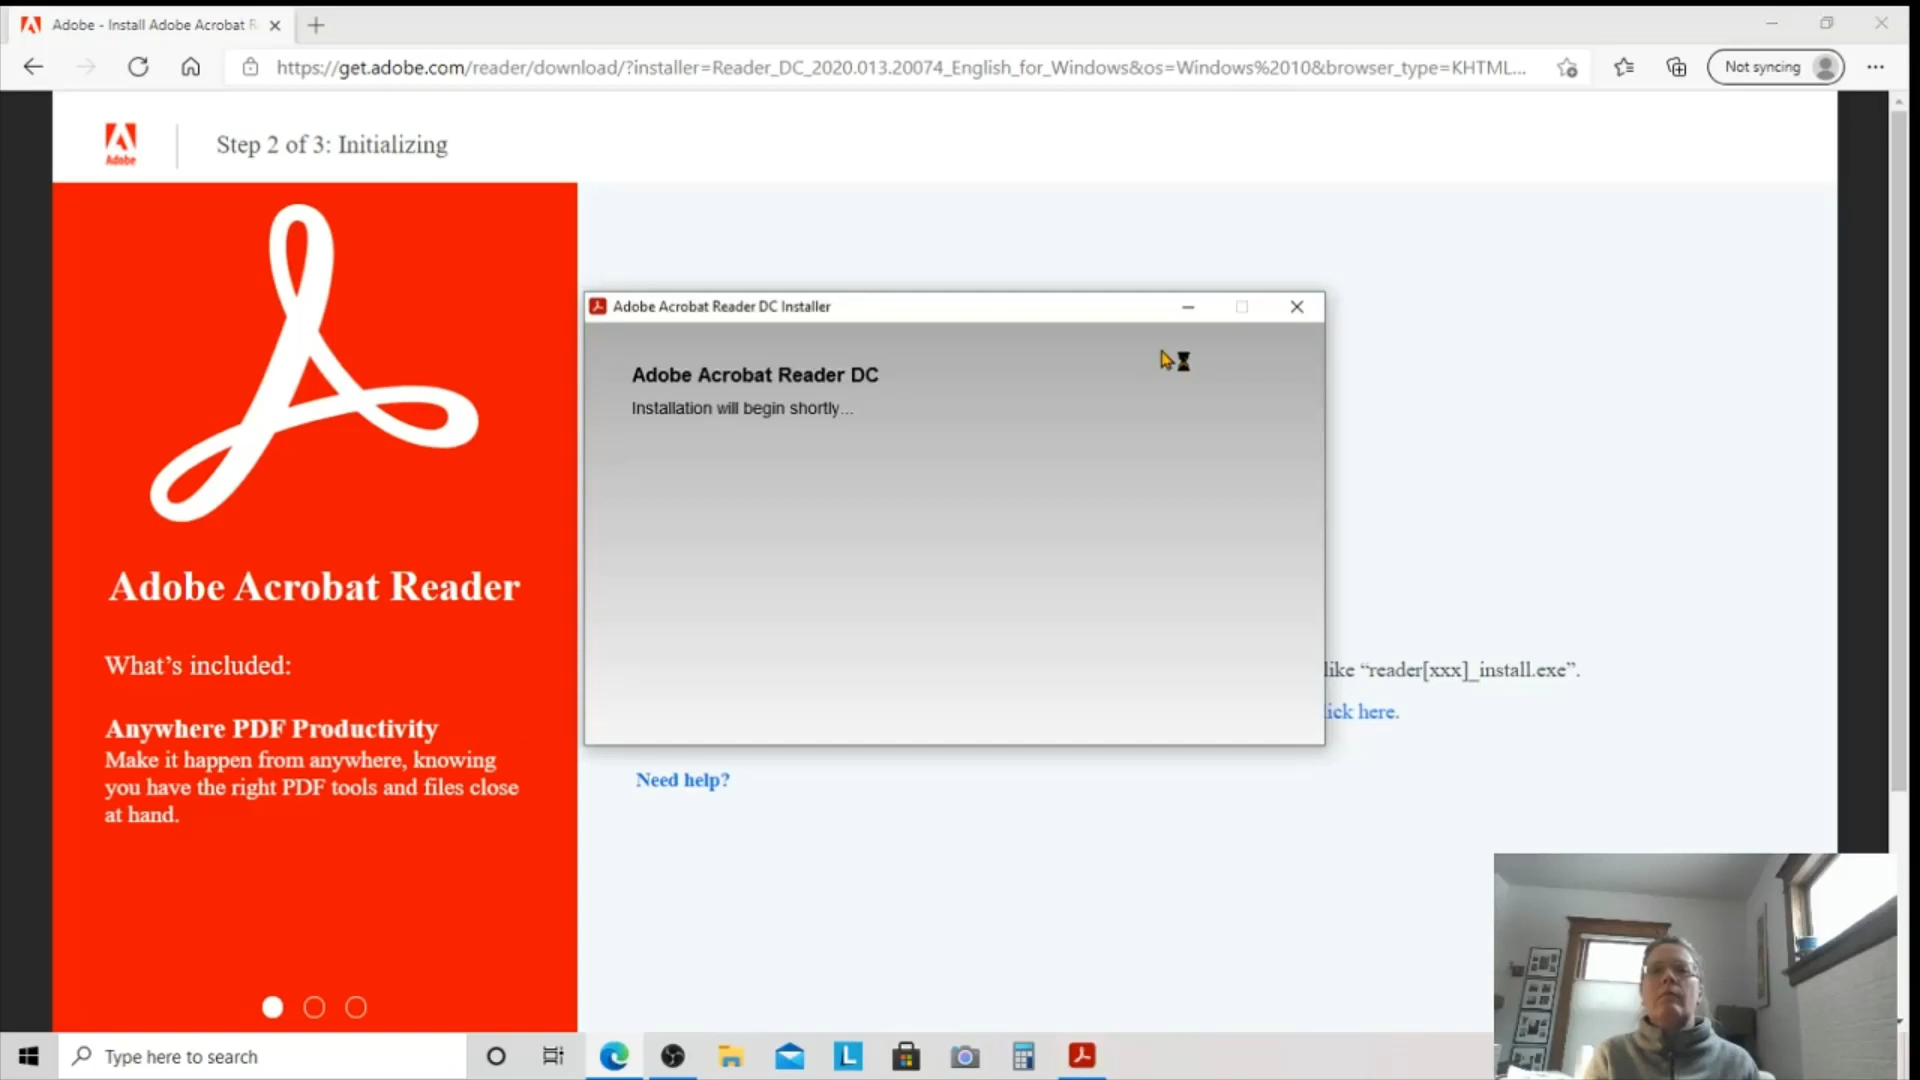 Adobe - Install Adobe Acrobat R
https://get.adobe.com/reader/download/?installer=Reader_DC_2020.013.20074_English_for_Windows&os=Windows%2010&browser_type=KHTML...
Not syncing
Adobe
Step 2 of 3: Initializing
Adobe Acrobat Reader DC Installer
Adobe Acrobat Reader DC
Installation will begin shortly...
Adobe Acrobat Reader
What's included:
Anywhere PDF Productivity
Make it happen from anywhere, knowing
you have the right PDF tools and files close
at hand.
like “reader[xxx]_install.exe”.
ick here.
Need help?
Type here to search